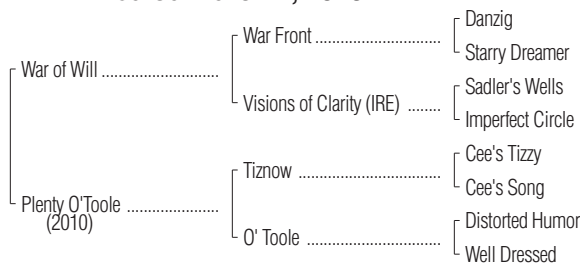 Danzig
War Front ..............................
Starry Dreamer
War of Will ............................
Sadler's Wells
Visions of Clarity (IRE) ........
Imperfect Circle
Cee's Tizzy
Tiznow ................................
Cee's Song
Plenty O'Toole ......................
(2010)
Distorted Humor
O' Toole ...............................
Well Dressed